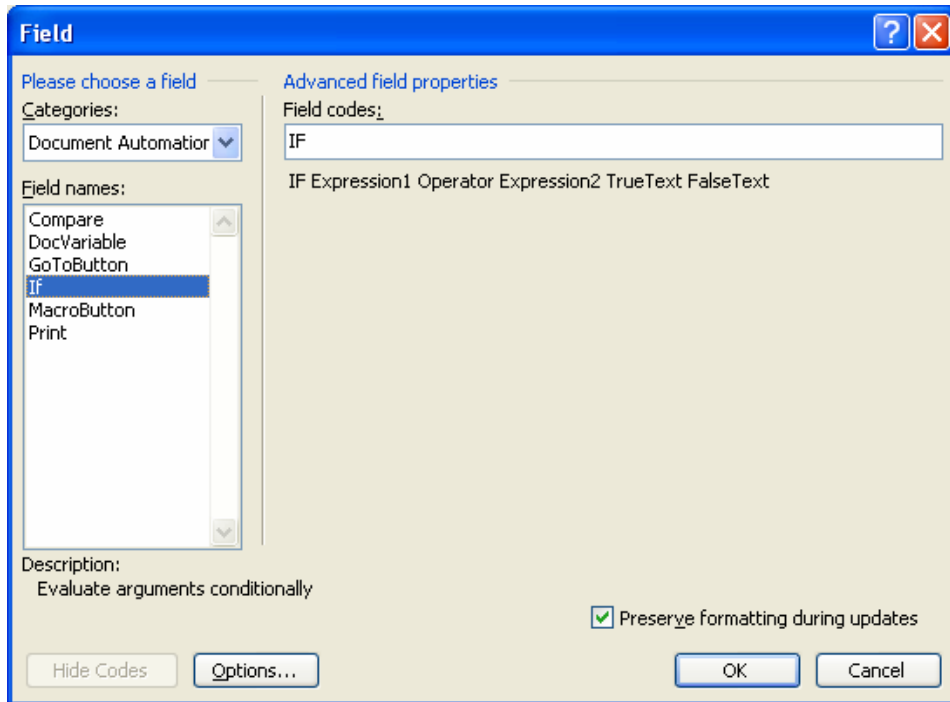 Field
Please choose a field
Categories:
Document Automation
Field names:
Compare
DocVariable
GoToButton
If
MacroButton
Print
Description:
Evaluate arguments conditionally
Advanced field properties
Field codes:
IF
IF Expression1 Operator Expression2 TrueText FalseText
Preserve formatting during updates
Hide Codes
Options...
OK
Cancel